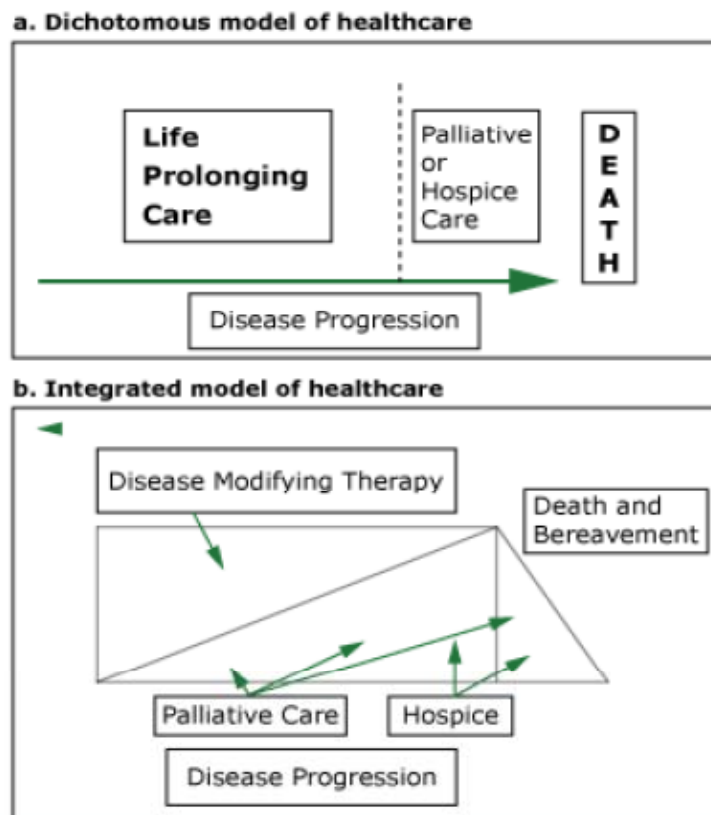 a. Dichotomous model of healthcare
Life
Prolonging
Care
Palliative
or
Hospice
Care
D
E
A
T
H
Disease Progression
b. Integrated model of healthcare
Disease Modifying Therapy
Death and
Bereavement
Palliative Care
Hospice
Disease Progression